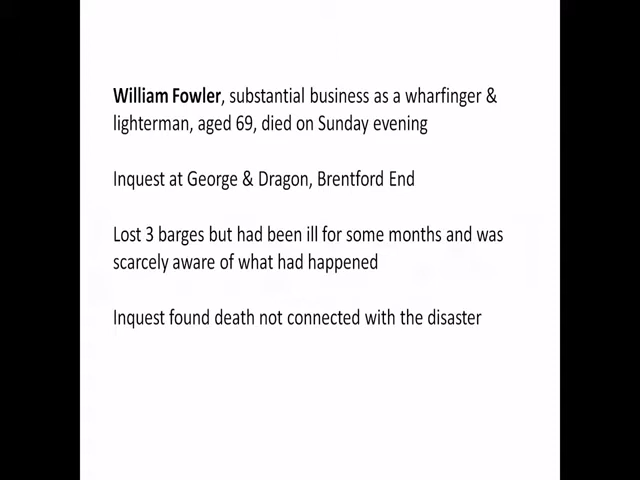 William Fowler, substantial business as a wharfinger &
lighterman, aged 69, died on Sunday evening
Inquest at George & Dragon, Brentford End
Lost 3 barges but had been ill for some months and was
scarcely aware of what had happened
Inquest found death not connected with the disaster